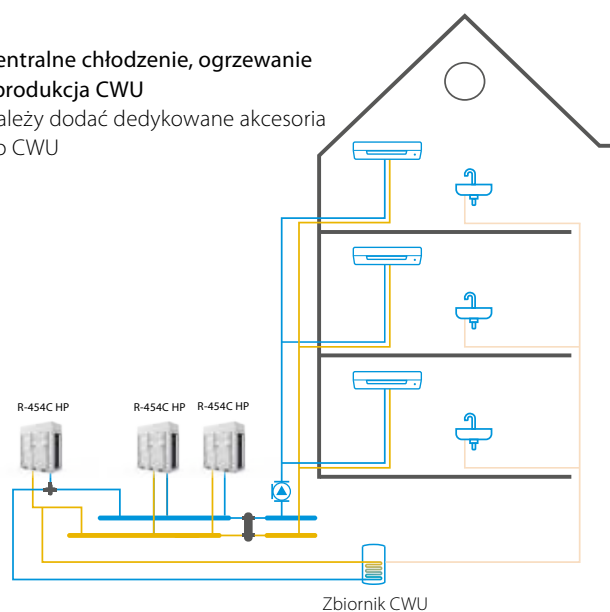 entralne chłodzenie, ogrzewanie
produkcja CWU
ależy dodać dedykowane akcesoria
o CWU
R-454C HP
R-454C HP
R-454C HP
Zbiornik CWU